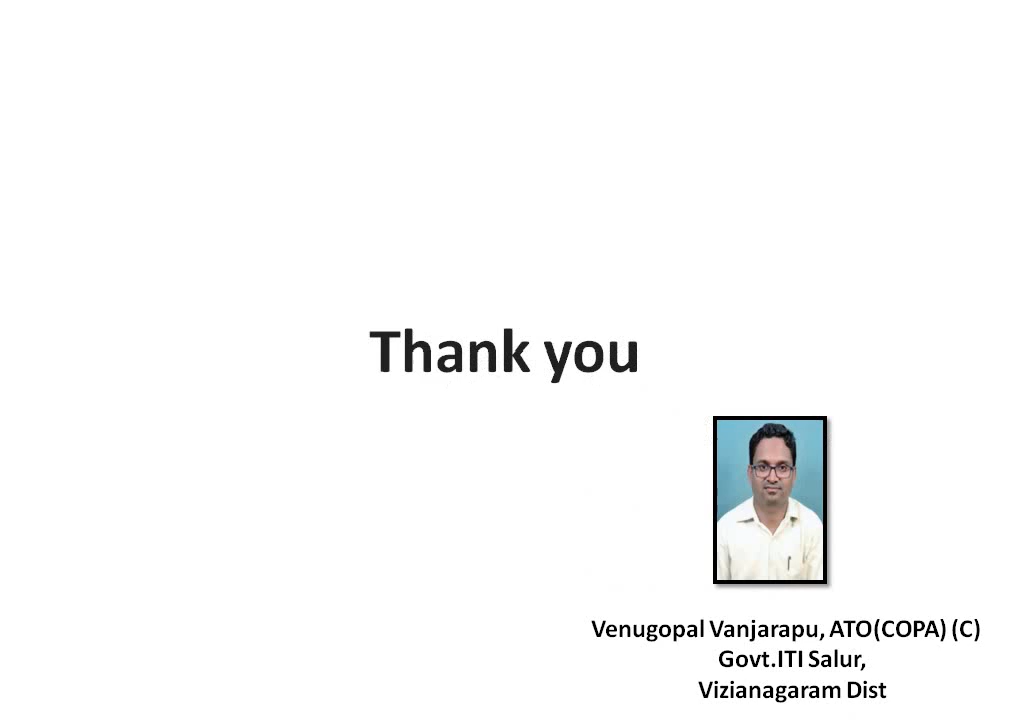 Thank you
Venugopal Vanjarapu, ATO(COPA) (C)
Govt.ITI Salur,
Vizianagaram Dist